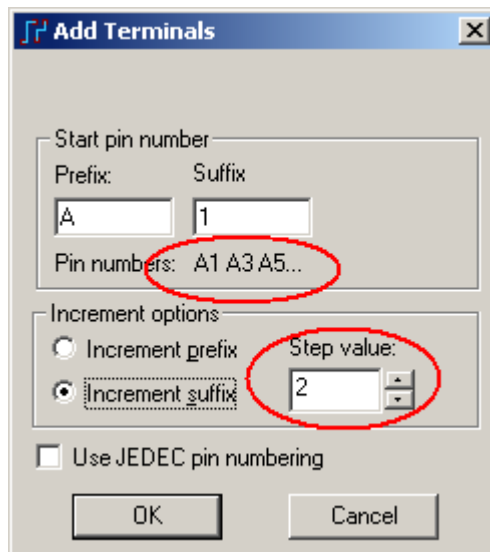 Add Terminals
Start pin number
Prefix: Suffix
A 1
Pin numbers: A1 A3 A5...
Increment options
Increment prefix Step value:
Increment suffix 2
Use JEDEC pin numbering
OK Cancel